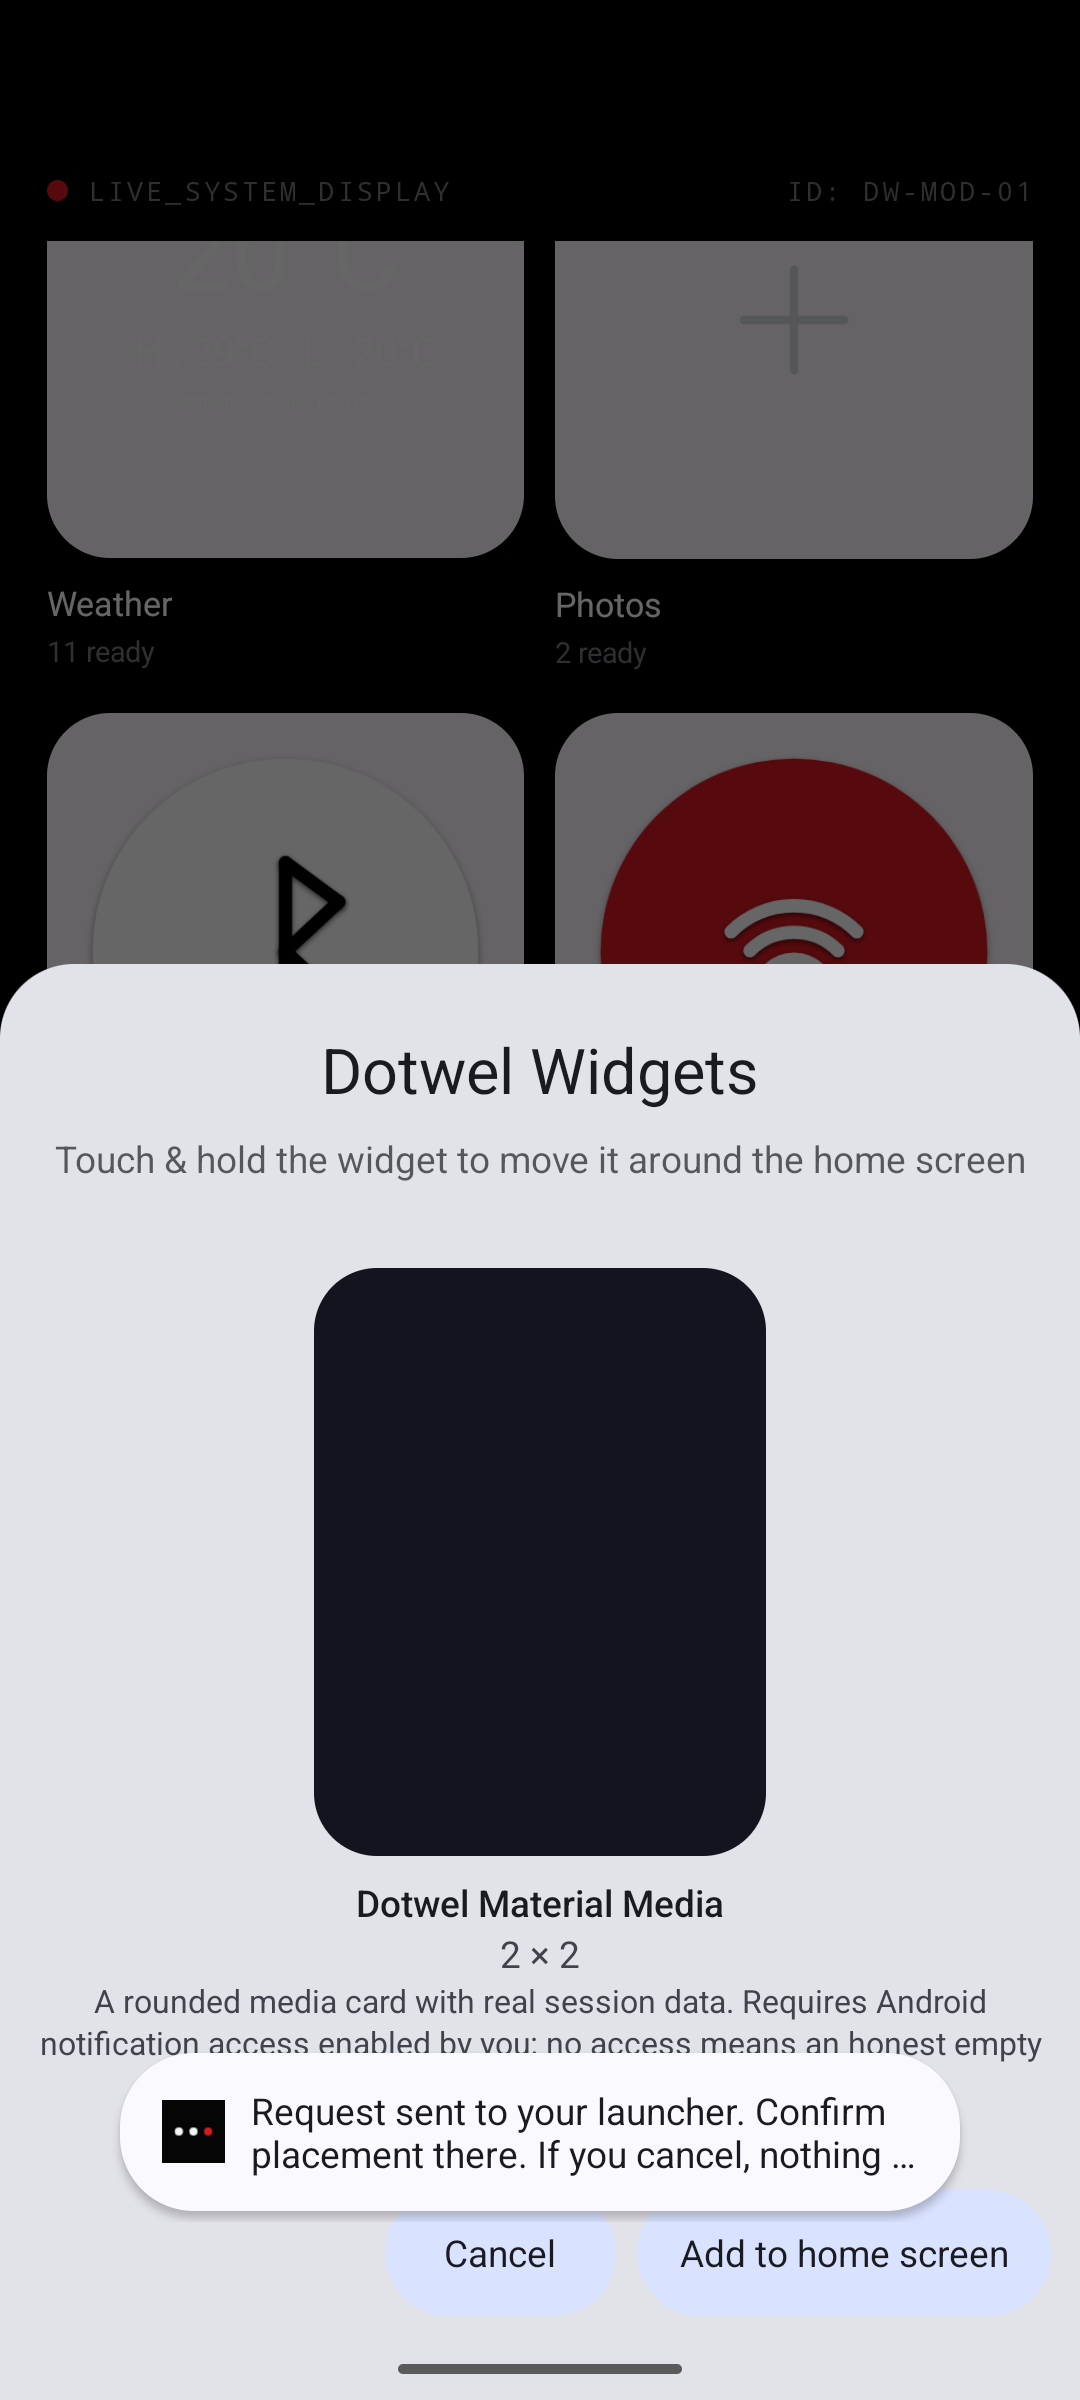 LIVE_SYSTEM_DISPLAY ID: DW-MOD-01
20°C
H : 29°C L : 20°C
Weather
11 ready
Photos
2 ready
Dotwel Widgets
Touch & hold the widget to move it around the home screen
Dotwel Material Media
2 × 2
A rounded media card with real session data. Requires Android
notification access enabled by you; no access means an honest empty
Request sent to your launcher. Confirm
placement there. If you cancel, nothing ...
Cancel
Add to home screen